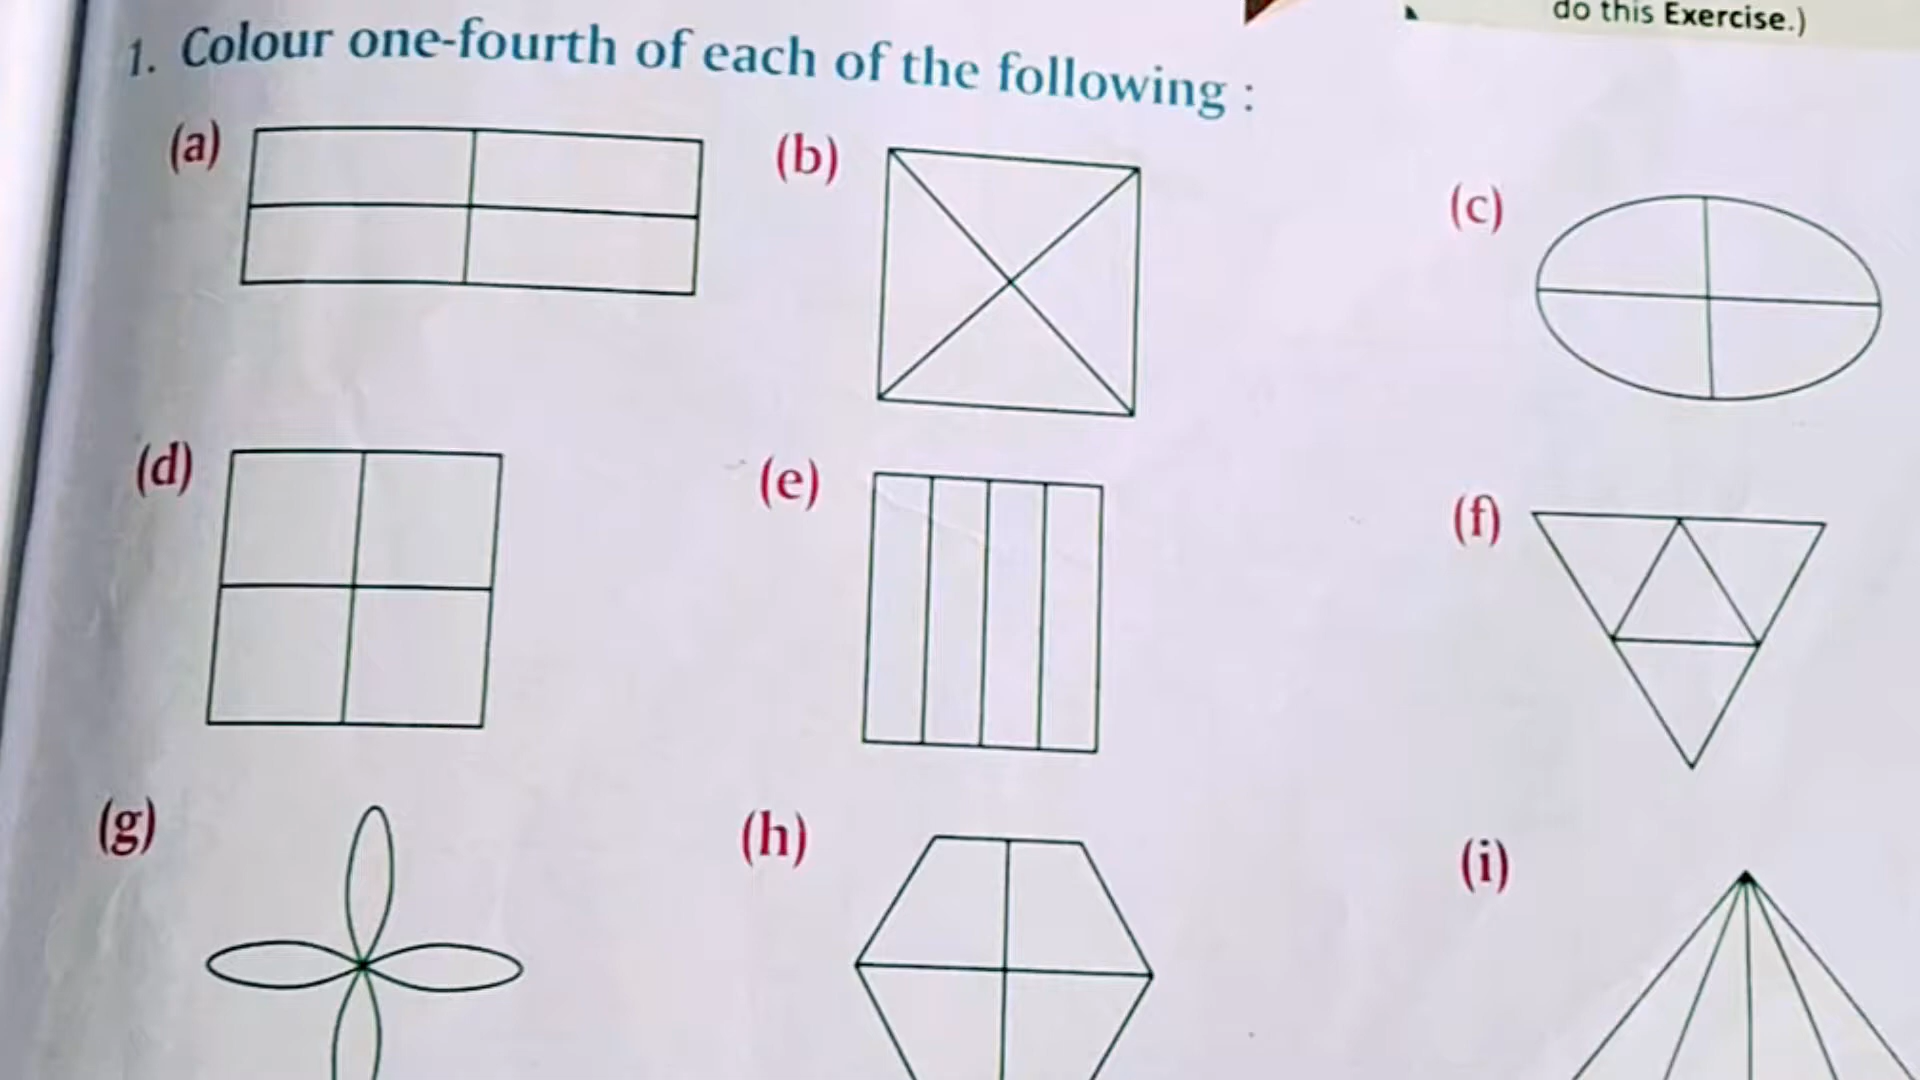 do this Exercise.)
1. Colour one-fourth of each of the following :
(a)
(b)
(c)
(d)
(e)
(f)
(g)
(h)
(i)